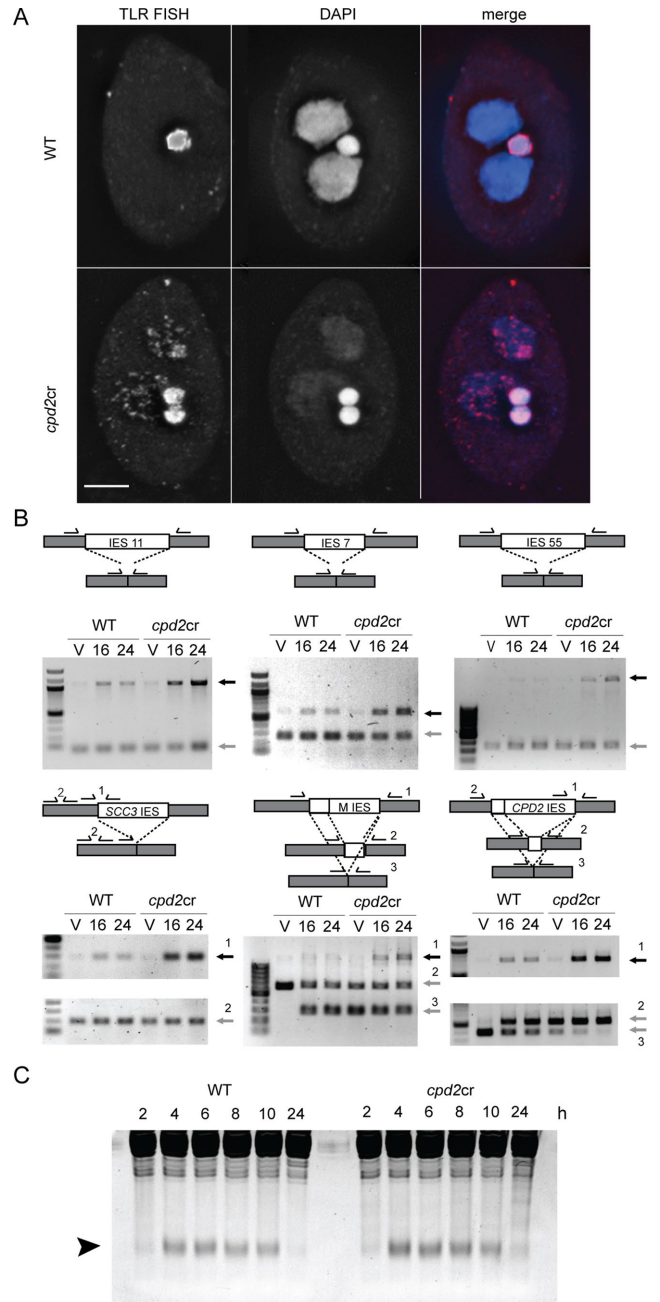 A
TLR FISH DAPI merge
WT
cpd2cr
B
IES 11 IES 7 IES 55
WT cpd2cr WT cpd2cr WT cpd2cr
V 16 24 V 16 24 V 16 24 V 16 24 V 16 24 V 16 24
2 1 SCC3 IES
2
M IES 1
2
3
2 CPD2 IES 1
2
3
WT cpd2cr WT cpd2cr WT cpd2cr
V 16 24 V 16 24 V 16 24 V 16 24 V 16 24 V 16 24
1 1 1
2 2 2
3 3
C
WT cpd2cr
2 4 6 8 10 24 2 4 6 8 10 24 h